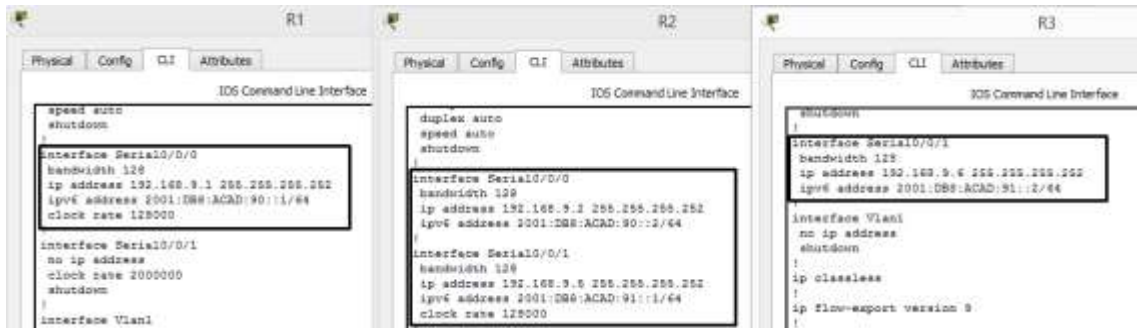 R1
Physical Config CLI Attributes
IOS Command Line Interface
speed auto
shutdown
!
interface Serial0/0/0
bandwidth 128
ip address 192.168.9.1 255.255.255.252
ipv6 address 2001:DB8:ACAD:90::1/64
clock rate 128000
!
interface Serial0/0/1
no ip address
clock rate 2000000
shutdown
!
interface Vlan1
R2
Physical Config CLI Attributes
IOS Command Line Interface
duplex auto
speed auto
shutdown
!
interface Serial0/0/0
bandwidth 128
ip address 192.168.9.2 255.255.255.252
ipv6 address 2001:DB8:ACAD:90::2/64
!
interface Serial0/0/1
bandwidth 128
ip address 192.168.9.5 255.255.255.252
ipv6 address 2001:DB8:ACAD:91::1/64
clock rate 128000
R3
Physical Config CLI Attributes
IOS Command Line Interface
shutdown
!
interface Serial0/0/1
bandwidth 128
ip address 192.168.9.6 255.255.255.252
ipv6 address 2001:DB8:ACAD:91::2/64
!
interface Vlan1
no ip address
shutdown
!
ip classless
!
ip flow-export version 9
!